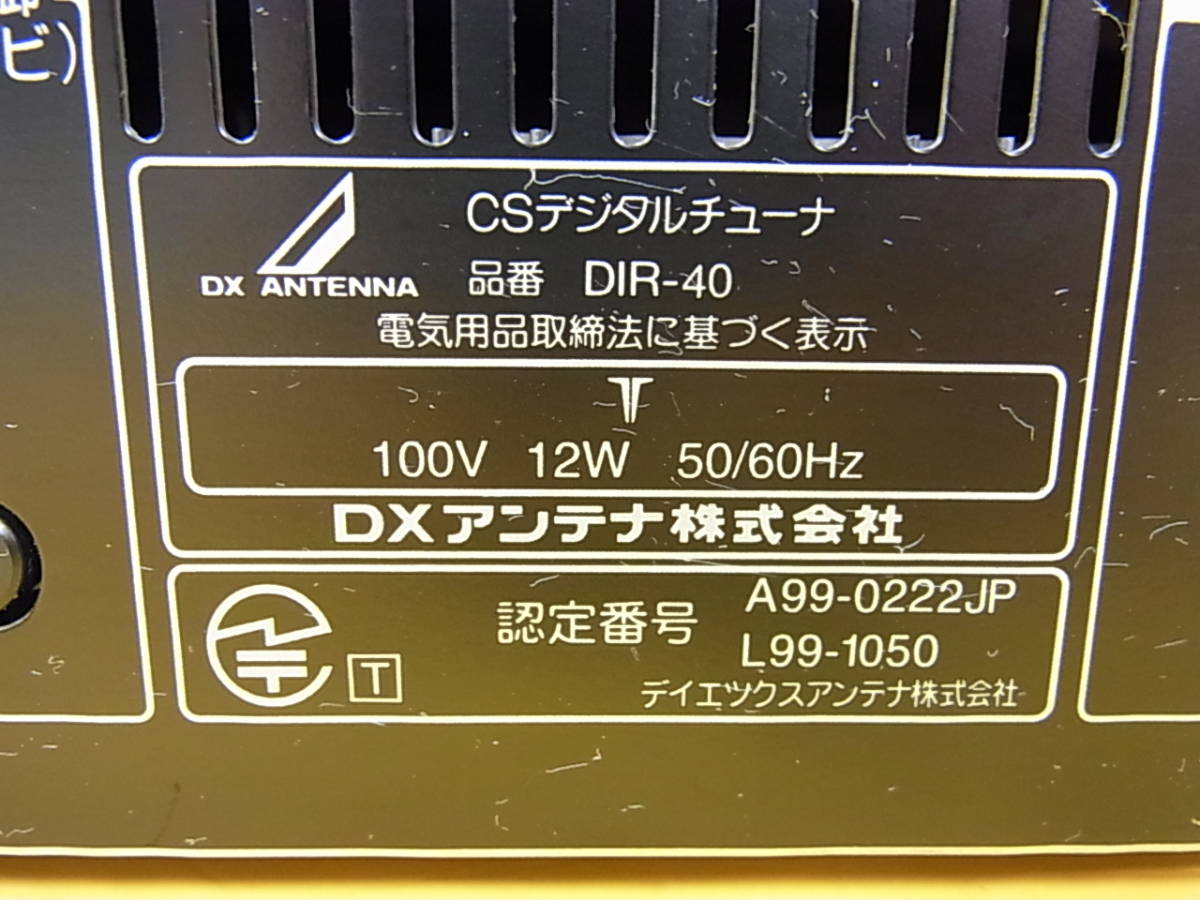 ビ)
CSデジタルチューナ
DX ANTENNA
品番 DIR-40
電気用品取締法に基づく表示
100V 12W 50/60Hz
DXアンテナ株式会社
認定番号 A99-0222JP
L99-1050
T
デイエツクスアンテナ株式会社